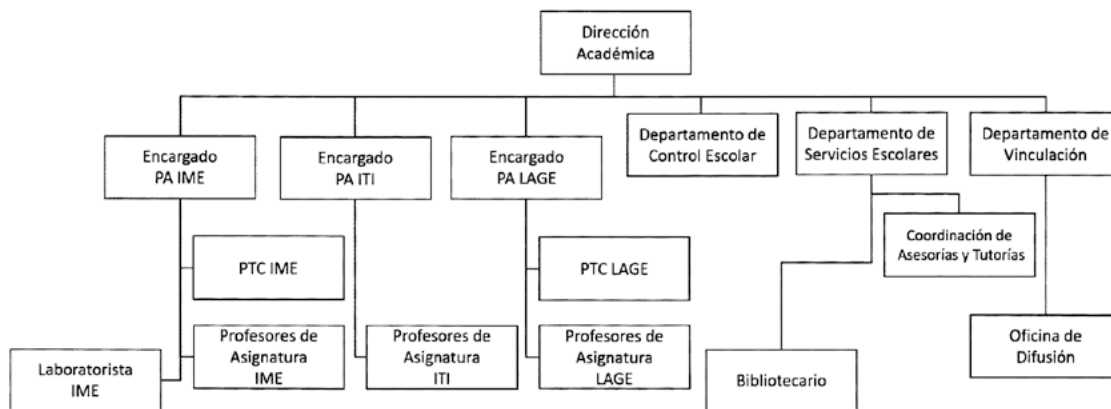 Dirección
Académica
Encargado
PA IME
Encargado
PA ITI
Encargado
PA LAGE
Departamento de
Control Escolar
Departamento de
Servicios Escolares
Departamento de
Vinculación
Coordinación de
Asesorías y Tutorías
PTC IME
PTC LAGE
Profesores de
Asignatura
IME
Profesores de
Asignatura
ITI
Profesores de
Asignatura
LAGE
Oficina de
Difusión
Laboratorista
IME
Bibliotecario